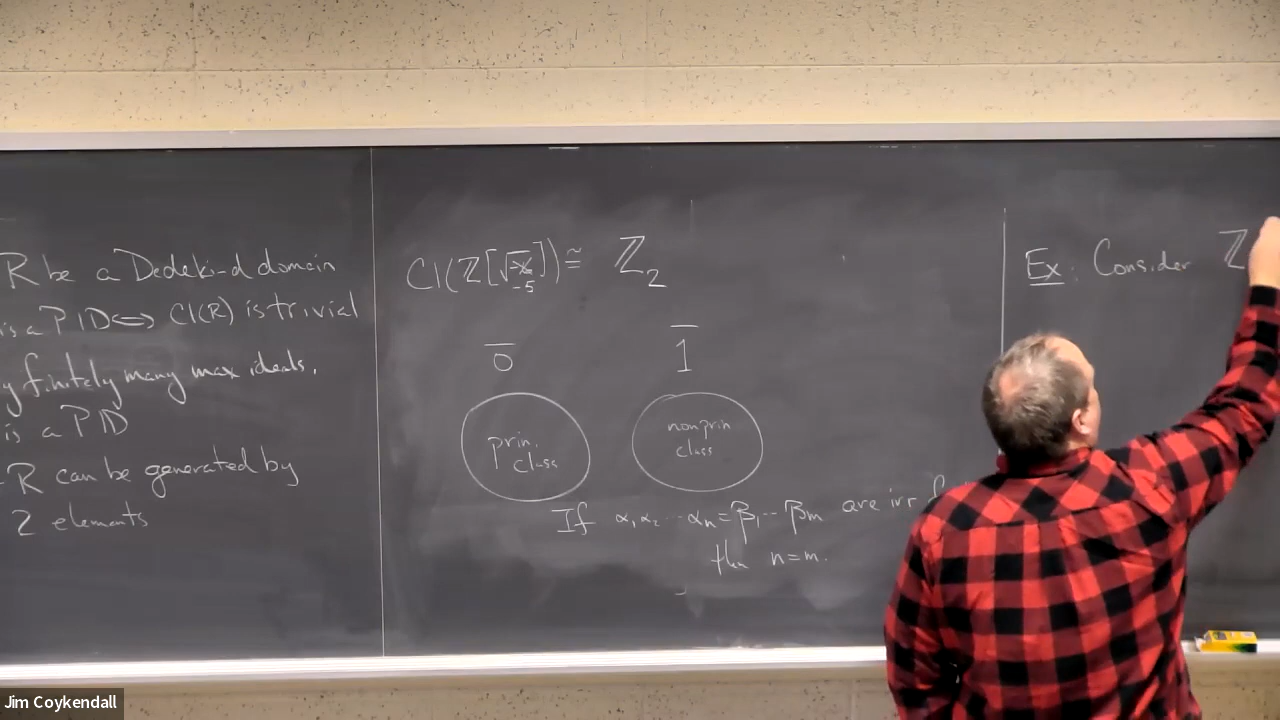 R be a Dedeki-d domain
is a PID ⟺ Cl(R) is trivial
y finitely many max ideals.
is a PID
R can be generated by
2 elements
Cl(ℤ[√-5]) ≅ ℤ₂
0̄ 1̄
prin. class
nonprin class
If α₁α₂⋯αₙ=β₁⋯βₘ are irr f
then n=m.
Ex: Consider ℤ
Jim Coykendall